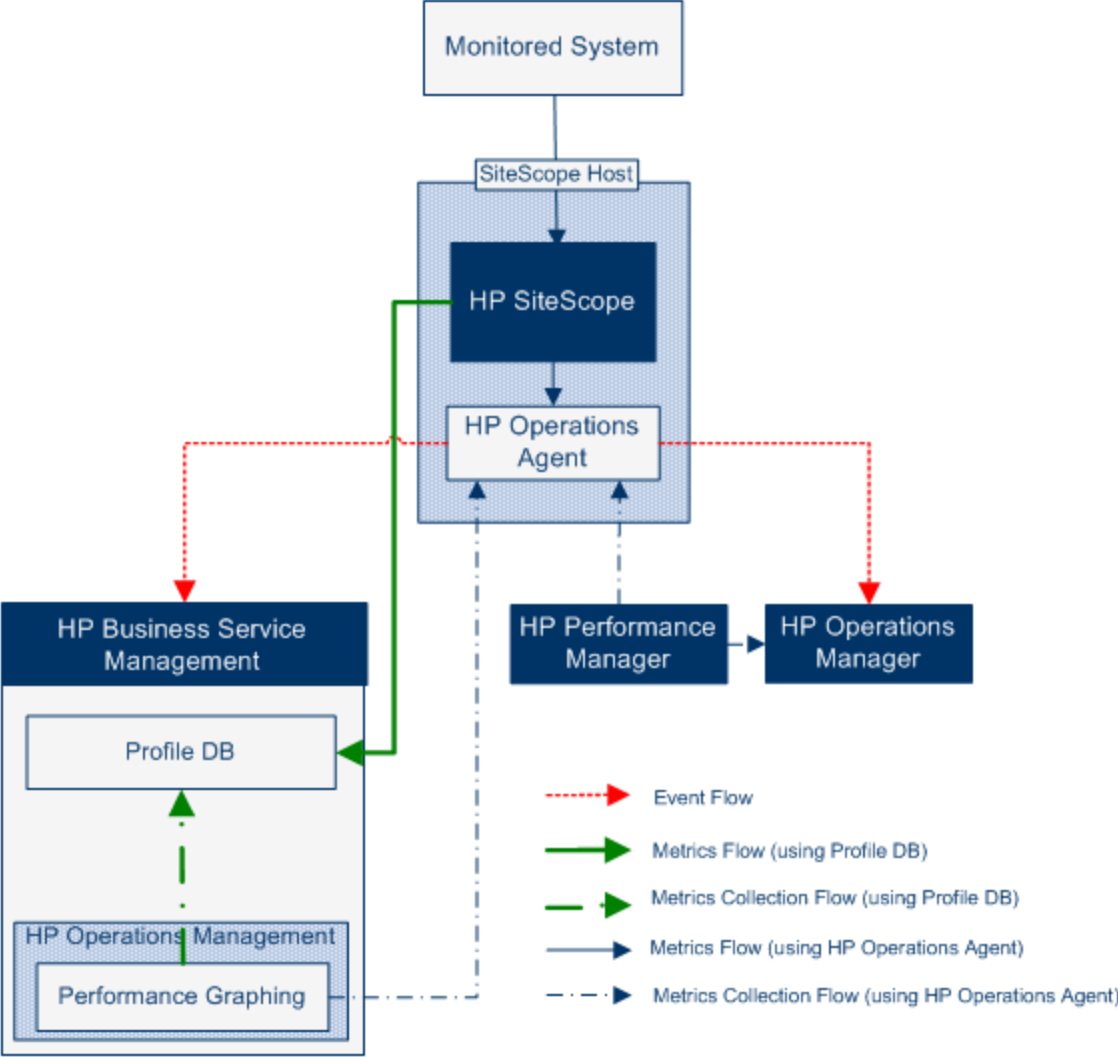 Monitored System
SiteScope Host
HP SiteScope
HP Operations
Agent
HP Business Service
Management
HP Performance
Manager
HP Operations
Manager
Profile DB
HP Operations Management
Performance Graphing
Event Flow
Metrics Flow (using Profile DB)
Metrics Collection Flow (using Profile DB)
Metrics Flow (using HP Operations Agent)
Metrics Collection Flow (using HP Operations Agent)